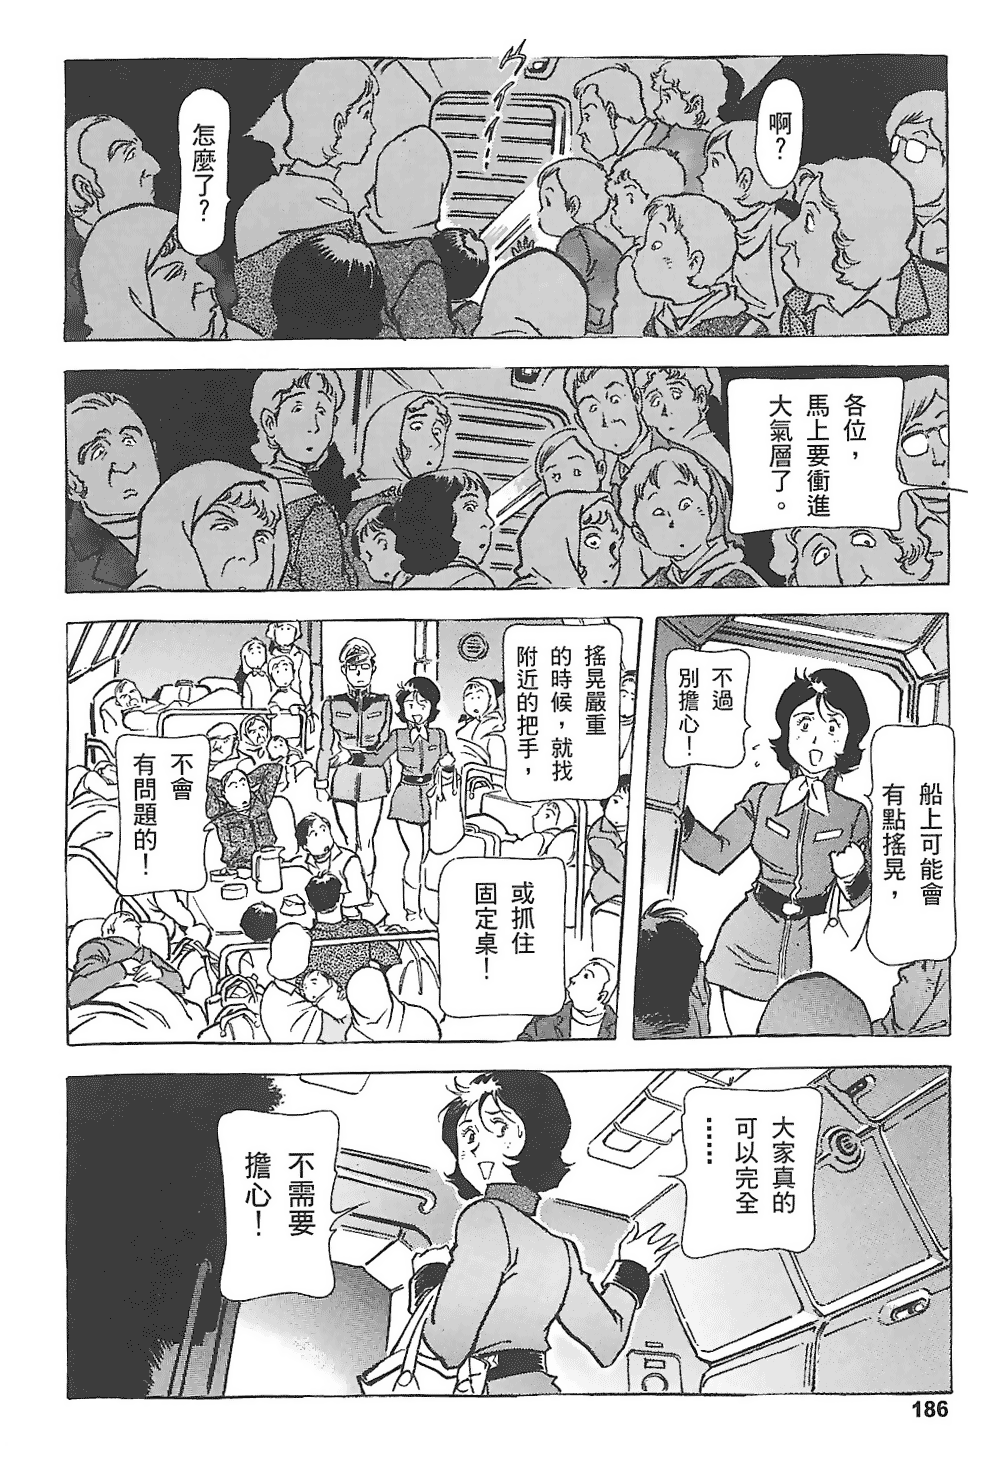 啊？
怎麼了？
各位，
馬上要衝進
大氣層了。
船上可能會
有點搖晃，
不過
別擔心！
搖晃嚴重
的時候，就找
附近的把手，
或抓住
固定桌！
不會
有問題的！
大家真的
可以完全
……
不需要
擔心！
186